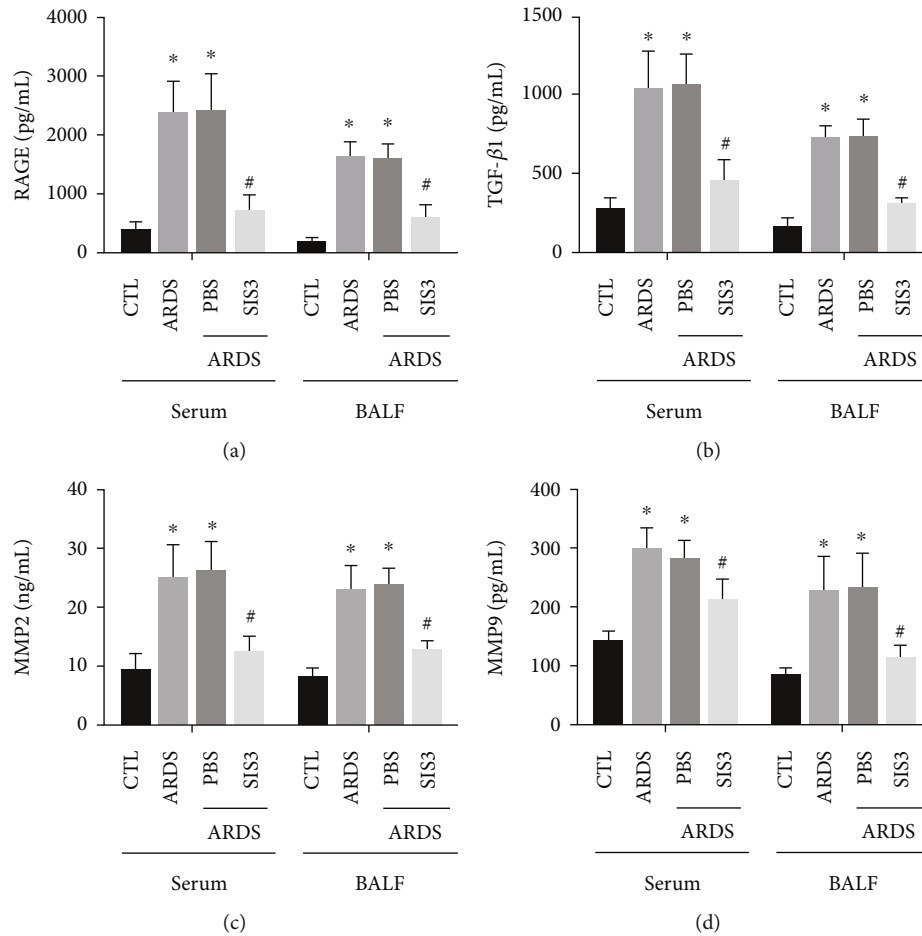 4000
3000
2000
1000
0
RAGE (pg/mL)
* * # * * #
CTL ARDS PBS SIS3 CTL ARDS PBS SIS3
ARDS ARDS
Serum BALF
(a)
1500
1000
500
0
TGF-β1 (pg/mL)
* * # * * #
CTL ARDS PBS SIS3 CTL ARDS PBS SIS3
ARDS ARDS
Serum BALF
(b)
40
30
20
10
0
MMP2 (ng/mL)
* * # * * #
CTL ARDS PBS SIS3 CTL ARDS PBS SIS3
ARDS ARDS
Serum BALF
(c)
400
300
200
100
0
MMP9 (pg/mL)
* * # * * #
CTL ARDS PBS SIS3 CTL ARDS PBS SIS3
ARDS ARDS
Serum BALF
(d)